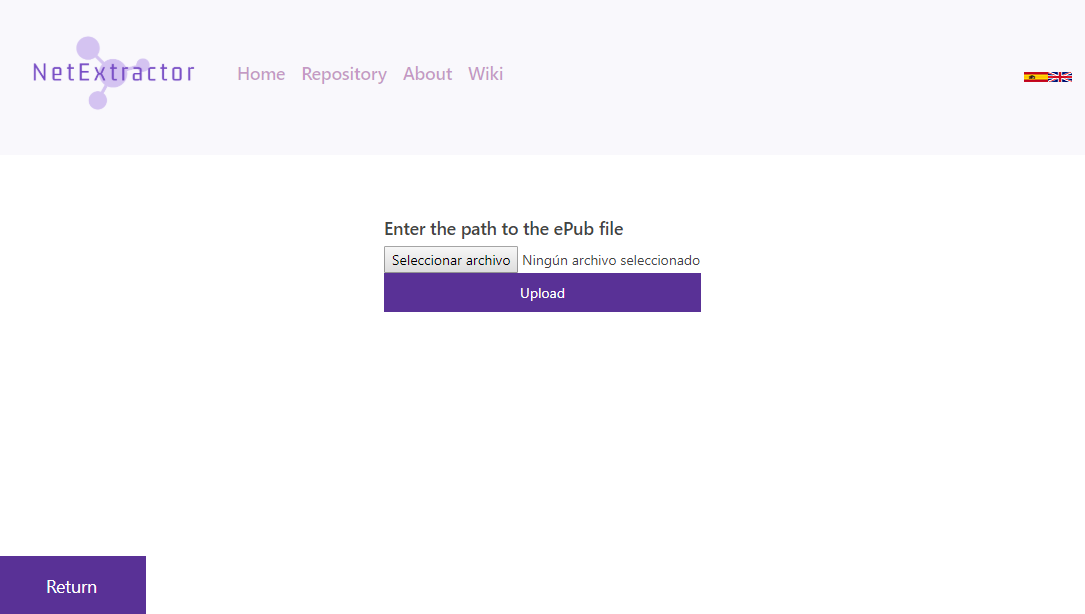 NetExtractor
Home Repository About Wiki
Enter the path to the ePub file
Seleccionar archivo Ningún archivo seleccionado
Upload
Return